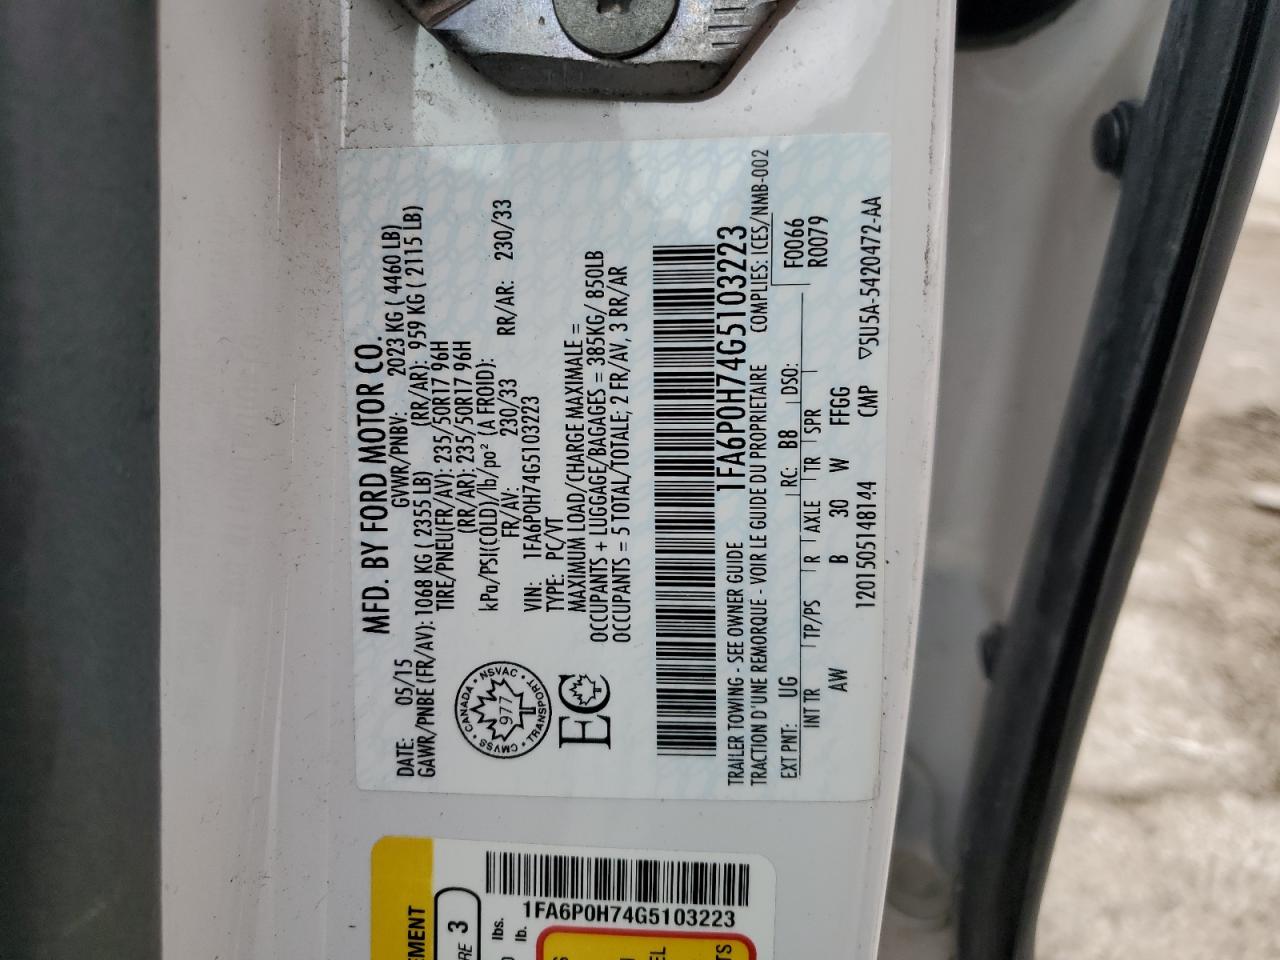 MFD. BY FORD MOTOR CO.
DATE: 05/15 GVWR/PNBV: 2023 KG ( 4460 LB)
GAWR/PNBE (FR/AV): 1068 KG ( 2355 LB) (RR/AR): 959 KG ( 2115 LB)
TIRE/PNEU(FR/AV): 235/50R17 96H
(RR/AR): 235/50R17 96H
kPa/PSI(COLD)/lb/po² (A FROID):
FR/AV: 230/33 RR/AR: 230/33
VIN: 1FA6P0H74G5103223
TYPE: PC/VT
MAXIMUM LOAD/CHARGE MAXIMALE =
OCCUPANTS + LUGGAGE/BAGAGES = 385KG/ 850LB
OCCUPANTS = 5 TOTAL/TOTALE; 2 FR/AV, 3 RR/AR
CANADA • NSVAC • TRANSPORT • CMVSS •
977
EC
1FA6P0H74G5103223
TRAILER TOWING - SEE OWNER GUIDE
TRACTION D'UNE REMORQUE - VOIR LE GUIDE DU PROPRIETAIRE COMPLIES: ICES/NMB-002
EXT PNT: UG RC: BB DSO: F0066
R0079
INT TR TP/PS R AXLE TR SPR
AW B 30 W FFGG
1201505148144 CMP ▽5U5A-5420472-AA
1FA6P0H74G5103223
lbs.
lb.
3